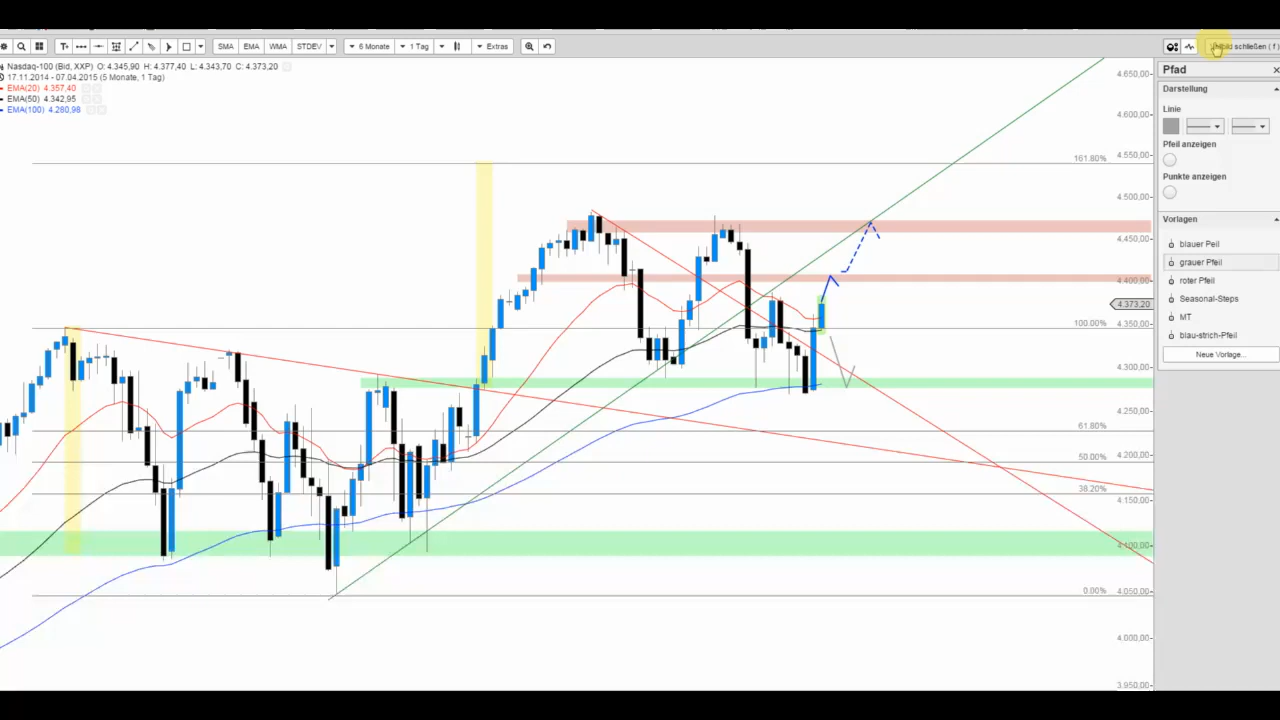 SMA EMA WMA STDEV 6 Monate 1 Tag Extras
schließen ( f )
Nasdaq-100 (Bid, XXP) O: 4.345,90 H: 4.377,40 L: 4.343,70 C: 4.373,20
17.11.2014 - 07.04.2015 (5 Monate, 1 Tag)
EMA(20) 4.357,40
EMA(50) 4.342,95
EMA(100) 4.280,98
161.80%
100.00%
61.80%
50.00%
38.20%
0.00%
4.650,00
4.600,00
4.550,00
4.500,00
4.450,00
4.400,00
4.373,20
4.350,00
4.300,00
4.250,00
4.200,00
4.150,00
4.100,00
4.050,00
4.000,00
3.950,00
Pfad
Darstellung
Linie
Pfeil anzeigen
Punkte anzeigen
Vorlagen
blauer Peil
grauer Pfeil
roter Pfeil
Seasonal-Steps
MT
blau-strich-Pfeil
Neue Vorlage...